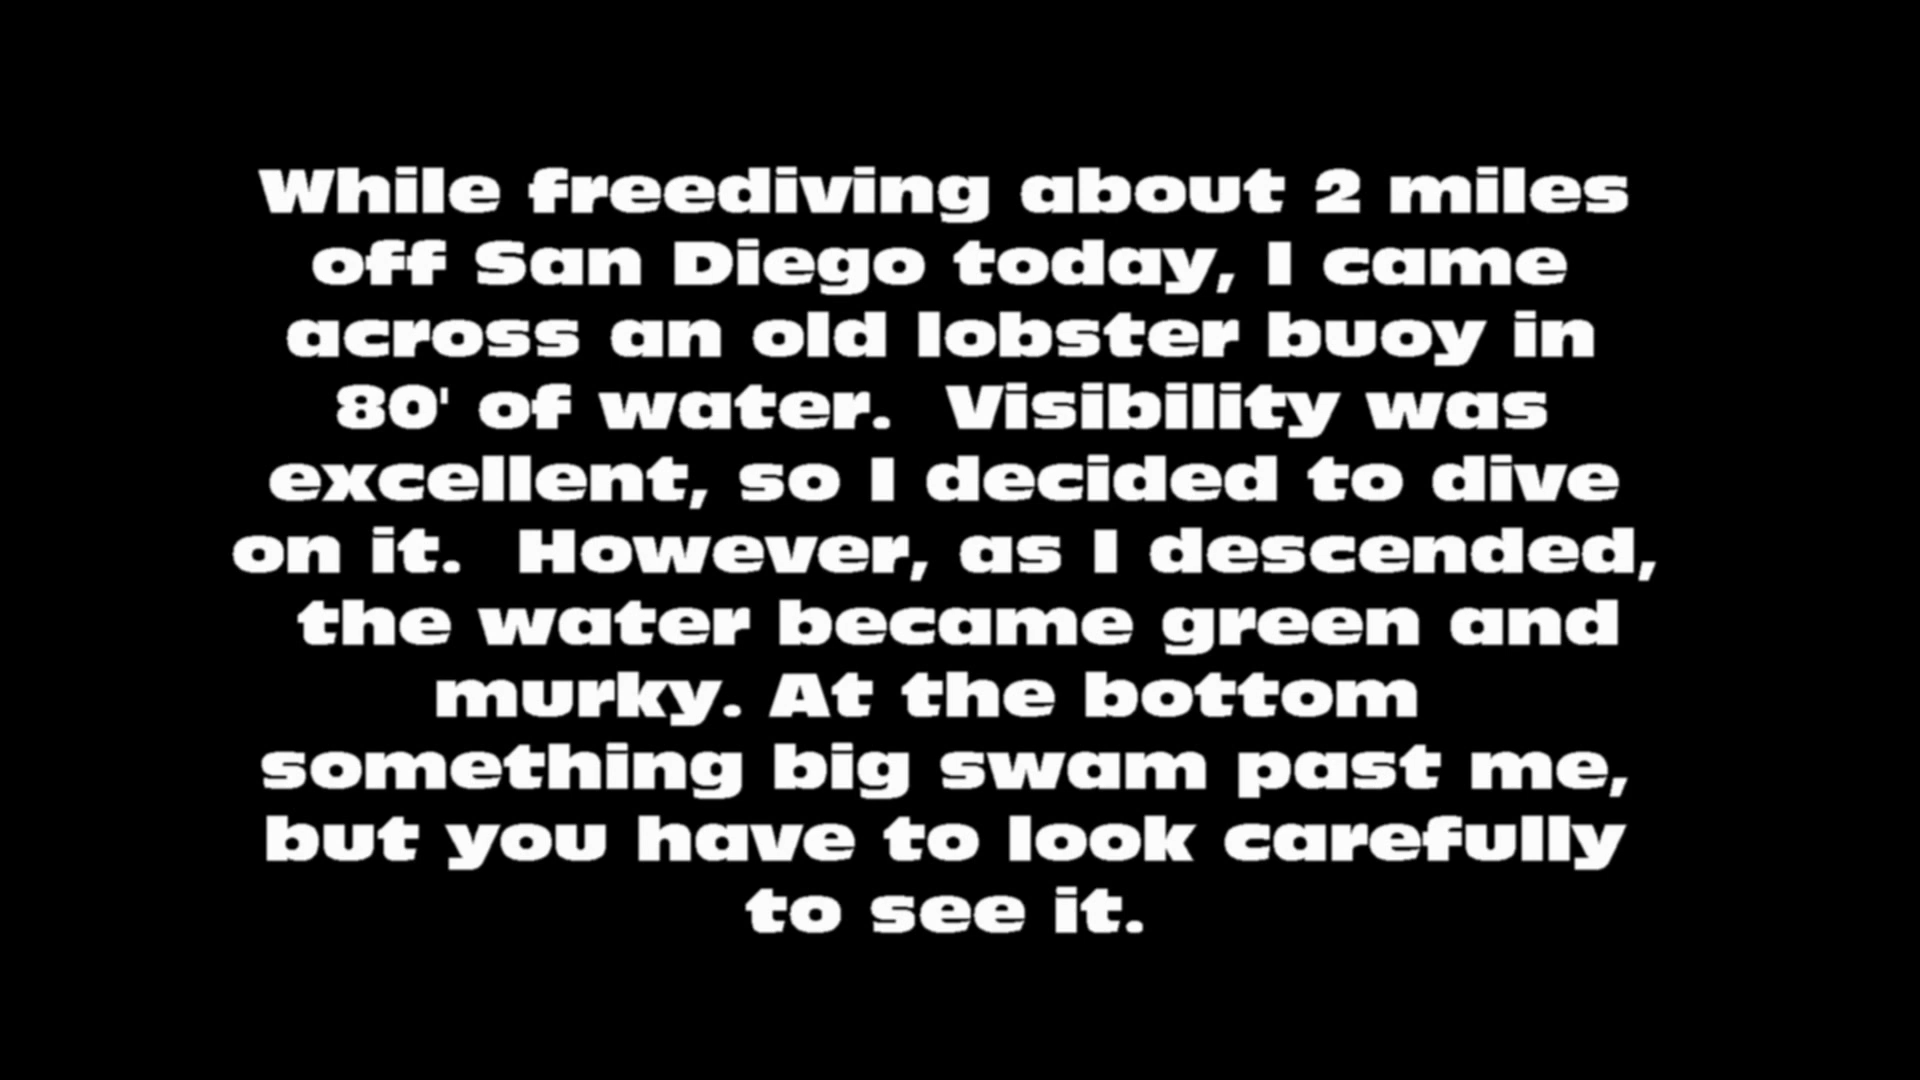 While freediving about 2 miles
off San Diego today, I came
across an old lobster buoy in
80' of water.  Visibility was
excellent, so I decided to dive
on it.  However, as I descended,
the water became green and
murky. At the bottom
something big swam past me,
but you have to look carefully
to see it.